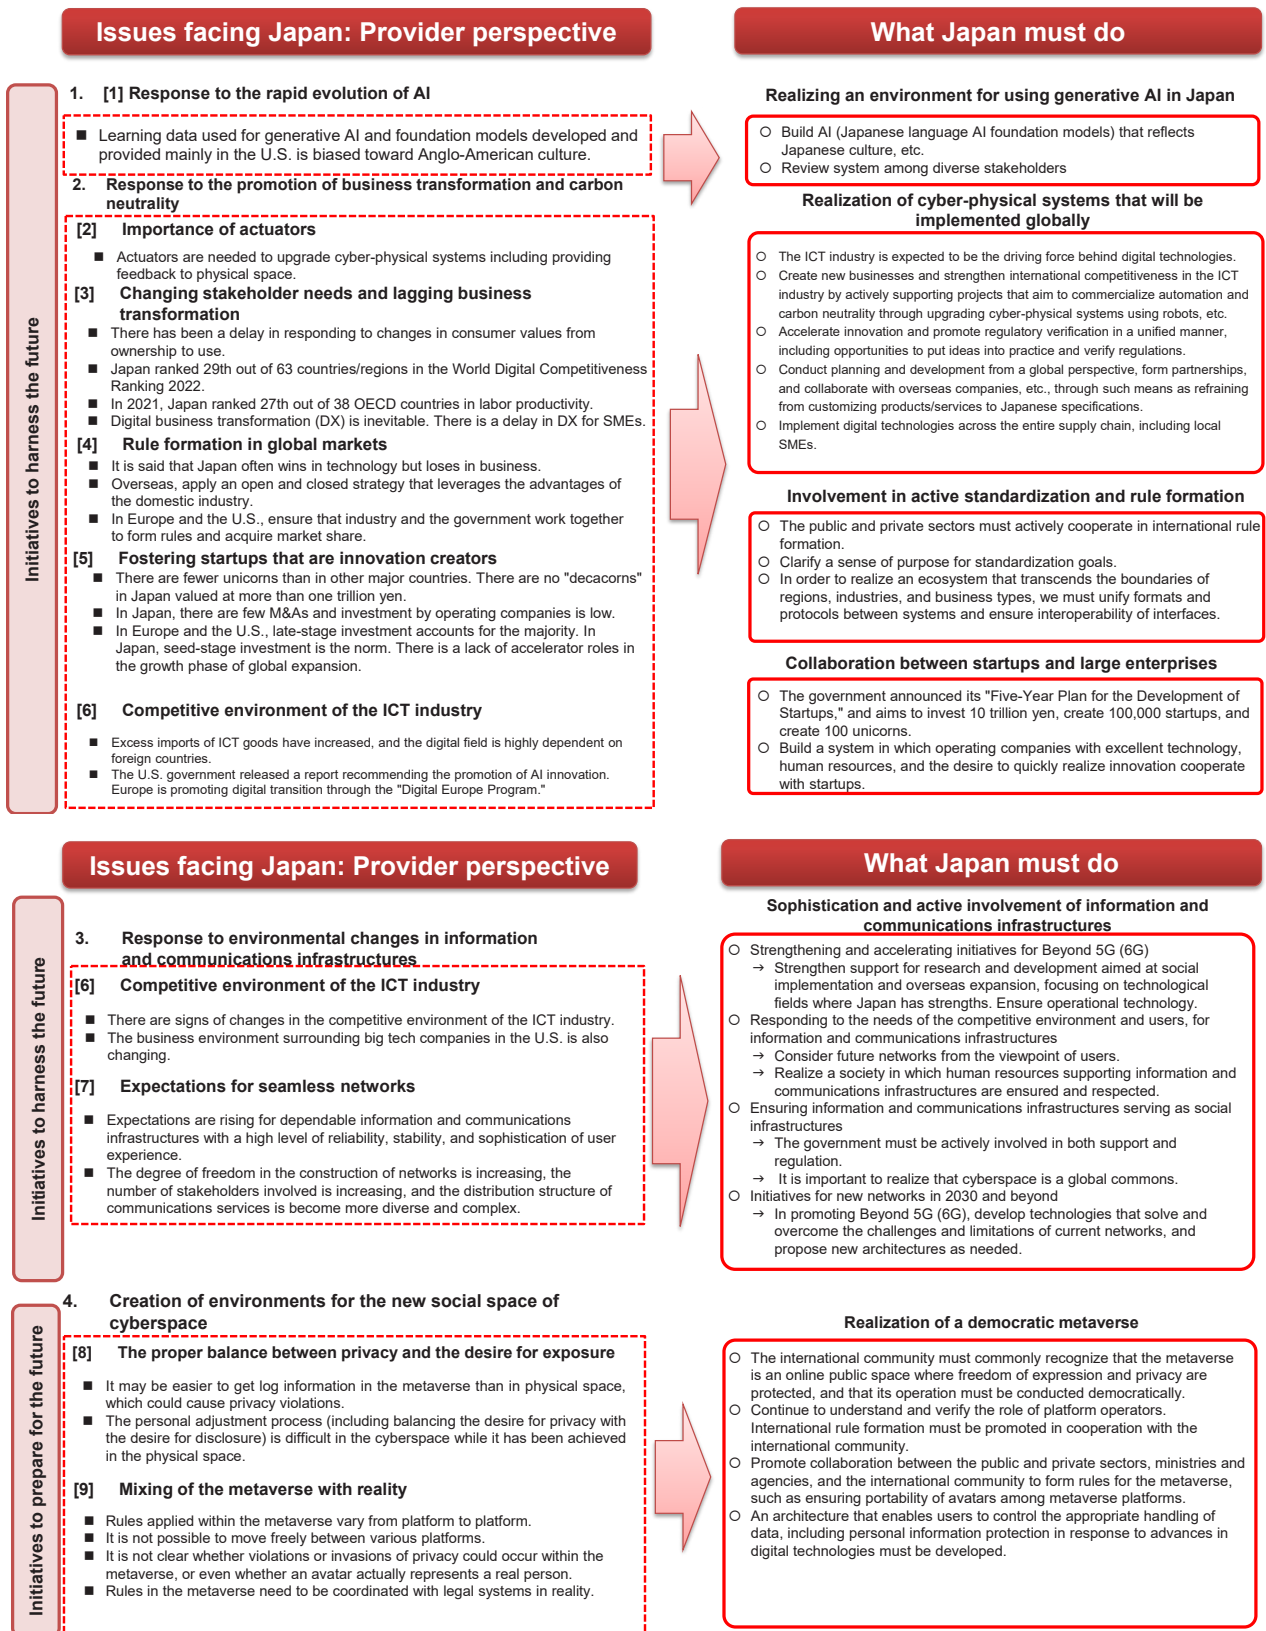 Issues facing Japan: Provider perspective
What Japan must do
Initiatives to harness the future
1. [1] Response to the rapid evolution of AI
■ Learning data used for generative AI and foundation models developed and
provided mainly in the U.S. is biased toward Anglo-American culture.
2. Response to the promotion of business transformation and carbon
neutrality
[2] Importance of actuators
■ Actuators are needed to upgrade cyber-physical systems including providing
feedback to physical space.
[3] Changing stakeholder needs and lagging business
transformation
■ There has been a delay in responding to changes in consumer values from
ownership to use.
■ Japan ranked 29th out of 63 countries/regions in the World Digital Competitiveness
Ranking 2022.
■ In 2021, Japan ranked 27th out of 38 OECD countries in labor productivity.
■ Digital business transformation (DX) is inevitable. There is a delay in DX for SMEs.
[4] Rule formation in global markets
■ It is said that Japan often wins in technology but loses in business.
■ Overseas, apply an open and closed strategy that leverages the advantages of
the domestic industry.
■ In Europe and the U.S., ensure that industry and the government work together
to form rules and acquire market share.
[5] Fostering startups that are innovation creators
■ There are fewer unicorns than in other major countries. There are no "decacorns"
in Japan valued at more than one trillion yen.
■ In Japan, there are few M&As and investment by operating companies is low.
■ In Europe and the U.S., late-stage investment accounts for the majority. In
Japan, seed-stage investment is the norm. There is a lack of accelerator roles in
the growth phase of global expansion.
[6] Competitive environment of the ICT industry
■ Excess imports of ICT goods have increased, and the digital field is highly dependent on
foreign countries.
■ The U.S. government released a report recommending the promotion of AI innovation.
Europe is promoting digital transition through the "Digital Europe Program."
Realizing an environment for using generative AI in Japan
○ Build AI (Japanese language AI foundation models) that reflects
Japanese culture, etc.
○ Review system among diverse stakeholders
Realization of cyber-physical systems that will be
implemented globally
○ The ICT industry is expected to be the driving force behind digital technologies.
○ Create new businesses and strengthen international competitiveness in the ICT
industry by actively supporting projects that aim to commercialize automation and
carbon neutrality through upgrading cyber-physical systems using robots, etc.
○ Accelerate innovation and promote regulatory verification in a unified manner,
including opportunities to put ideas into practice and verify regulations.
○ Conduct planning and development from a global perspective, form partnerships,
and collaborate with overseas companies, etc., through such means as refraining
from customizing products/services to Japanese specifications.
○ Implement digital technologies across the entire supply chain, including local
SMEs.
Involvement in active standardization and rule formation
○ The public and private sectors must actively cooperate in international rule
formation.
○ Clarify a sense of purpose for standardization goals.
○ In order to realize an ecosystem that transcends the boundaries of
regions, industries, and business types, we must unify formats and
protocols between systems and ensure interoperability of interfaces.
Collaboration between startups and large enterprises
○ The government announced its "Five-Year Plan for the Development of
Startups," and aims to invest 10 trillion yen, create 100,000 startups, and
create 100 unicorns.
○ Build a system in which operating companies with excellent technology,
human resources, and the desire to quickly realize innovation cooperate
with startups.
Issues facing Japan: Provider perspective
What Japan must do
Initiatives to harness the future
3. Response to environmental changes in information
and communications infrastructures
[6] Competitive environment of the ICT industry
■ There are signs of changes in the competitive environment of the ICT industry.
■ The business environment surrounding big tech companies in the U.S. is also
changing.
[7] Expectations for seamless networks
■ Expectations are rising for dependable information and communications
infrastructures with a high level of reliability, stability, and sophistication of user
experience.
■ The degree of freedom in the construction of networks is increasing, the
number of stakeholders involved is increasing, and the distribution structure of
communications services is become more diverse and complex.
Sophistication and active involvement of information and
communications infrastructures
○ Strengthening and accelerating initiatives for Beyond 5G (6G)
→ Strengthen support for research and development aimed at social
implementation and overseas expansion, focusing on technological
fields where Japan has strengths. Ensure operational technology.
○ Responding to the needs of the competitive environment and users, for
information and communications infrastructures
→ Consider future networks from the viewpoint of users.
→ Realize a society in which human resources supporting information and
communications infrastructures are ensured and respected.
○ Ensuring information and communications infrastructures serving as social
infrastructures
→ The government must be actively involved in both support and
regulation.
→ It is important to realize that cyberspace is a global commons.
○ Initiatives for new networks in 2030 and beyond
→ In promoting Beyond 5G (6G), develop technologies that solve and
overcome the challenges and limitations of current networks, and
propose new architectures as needed.
Initiatives to prepare for the future
4. Creation of environments for the new social space of
cyberspace
[8] The proper balance between privacy and the desire for exposure
■ It may be easier to get log information in the metaverse than in physical space,
which could cause privacy violations.
■ The personal adjustment process (including balancing the desire for privacy with
the desire for disclosure) is difficult in the cyberspace while it has been achieved
in the physical space.
[9] Mixing of the metaverse with reality
■ Rules applied within the metaverse vary from platform to platform.
■ It is not possible to move freely between various platforms.
■ It is not clear whether violations or invasions of privacy could occur within the
metaverse, or even whether an avatar actually represents a real person.
■ Rules in the metaverse need to be coordinated with legal systems in reality.
Realization of a democratic metaverse
○ The international community must commonly recognize that the metaverse
is an online public space where freedom of expression and privacy are
protected, and that its operation must be conducted democratically.
○ Continue to understand and verify the role of platform operators.
International rule formation must be promoted in cooperation with the
international community.
○ Promote collaboration between the public and private sectors, ministries and
agencies, and the international community to form rules for the metaverse,
such as ensuring portability of avatars among metaverse platforms.
○ An architecture that enables users to control the appropriate handling of
data, including personal information protection in response to advances in
digital technologies must be developed.